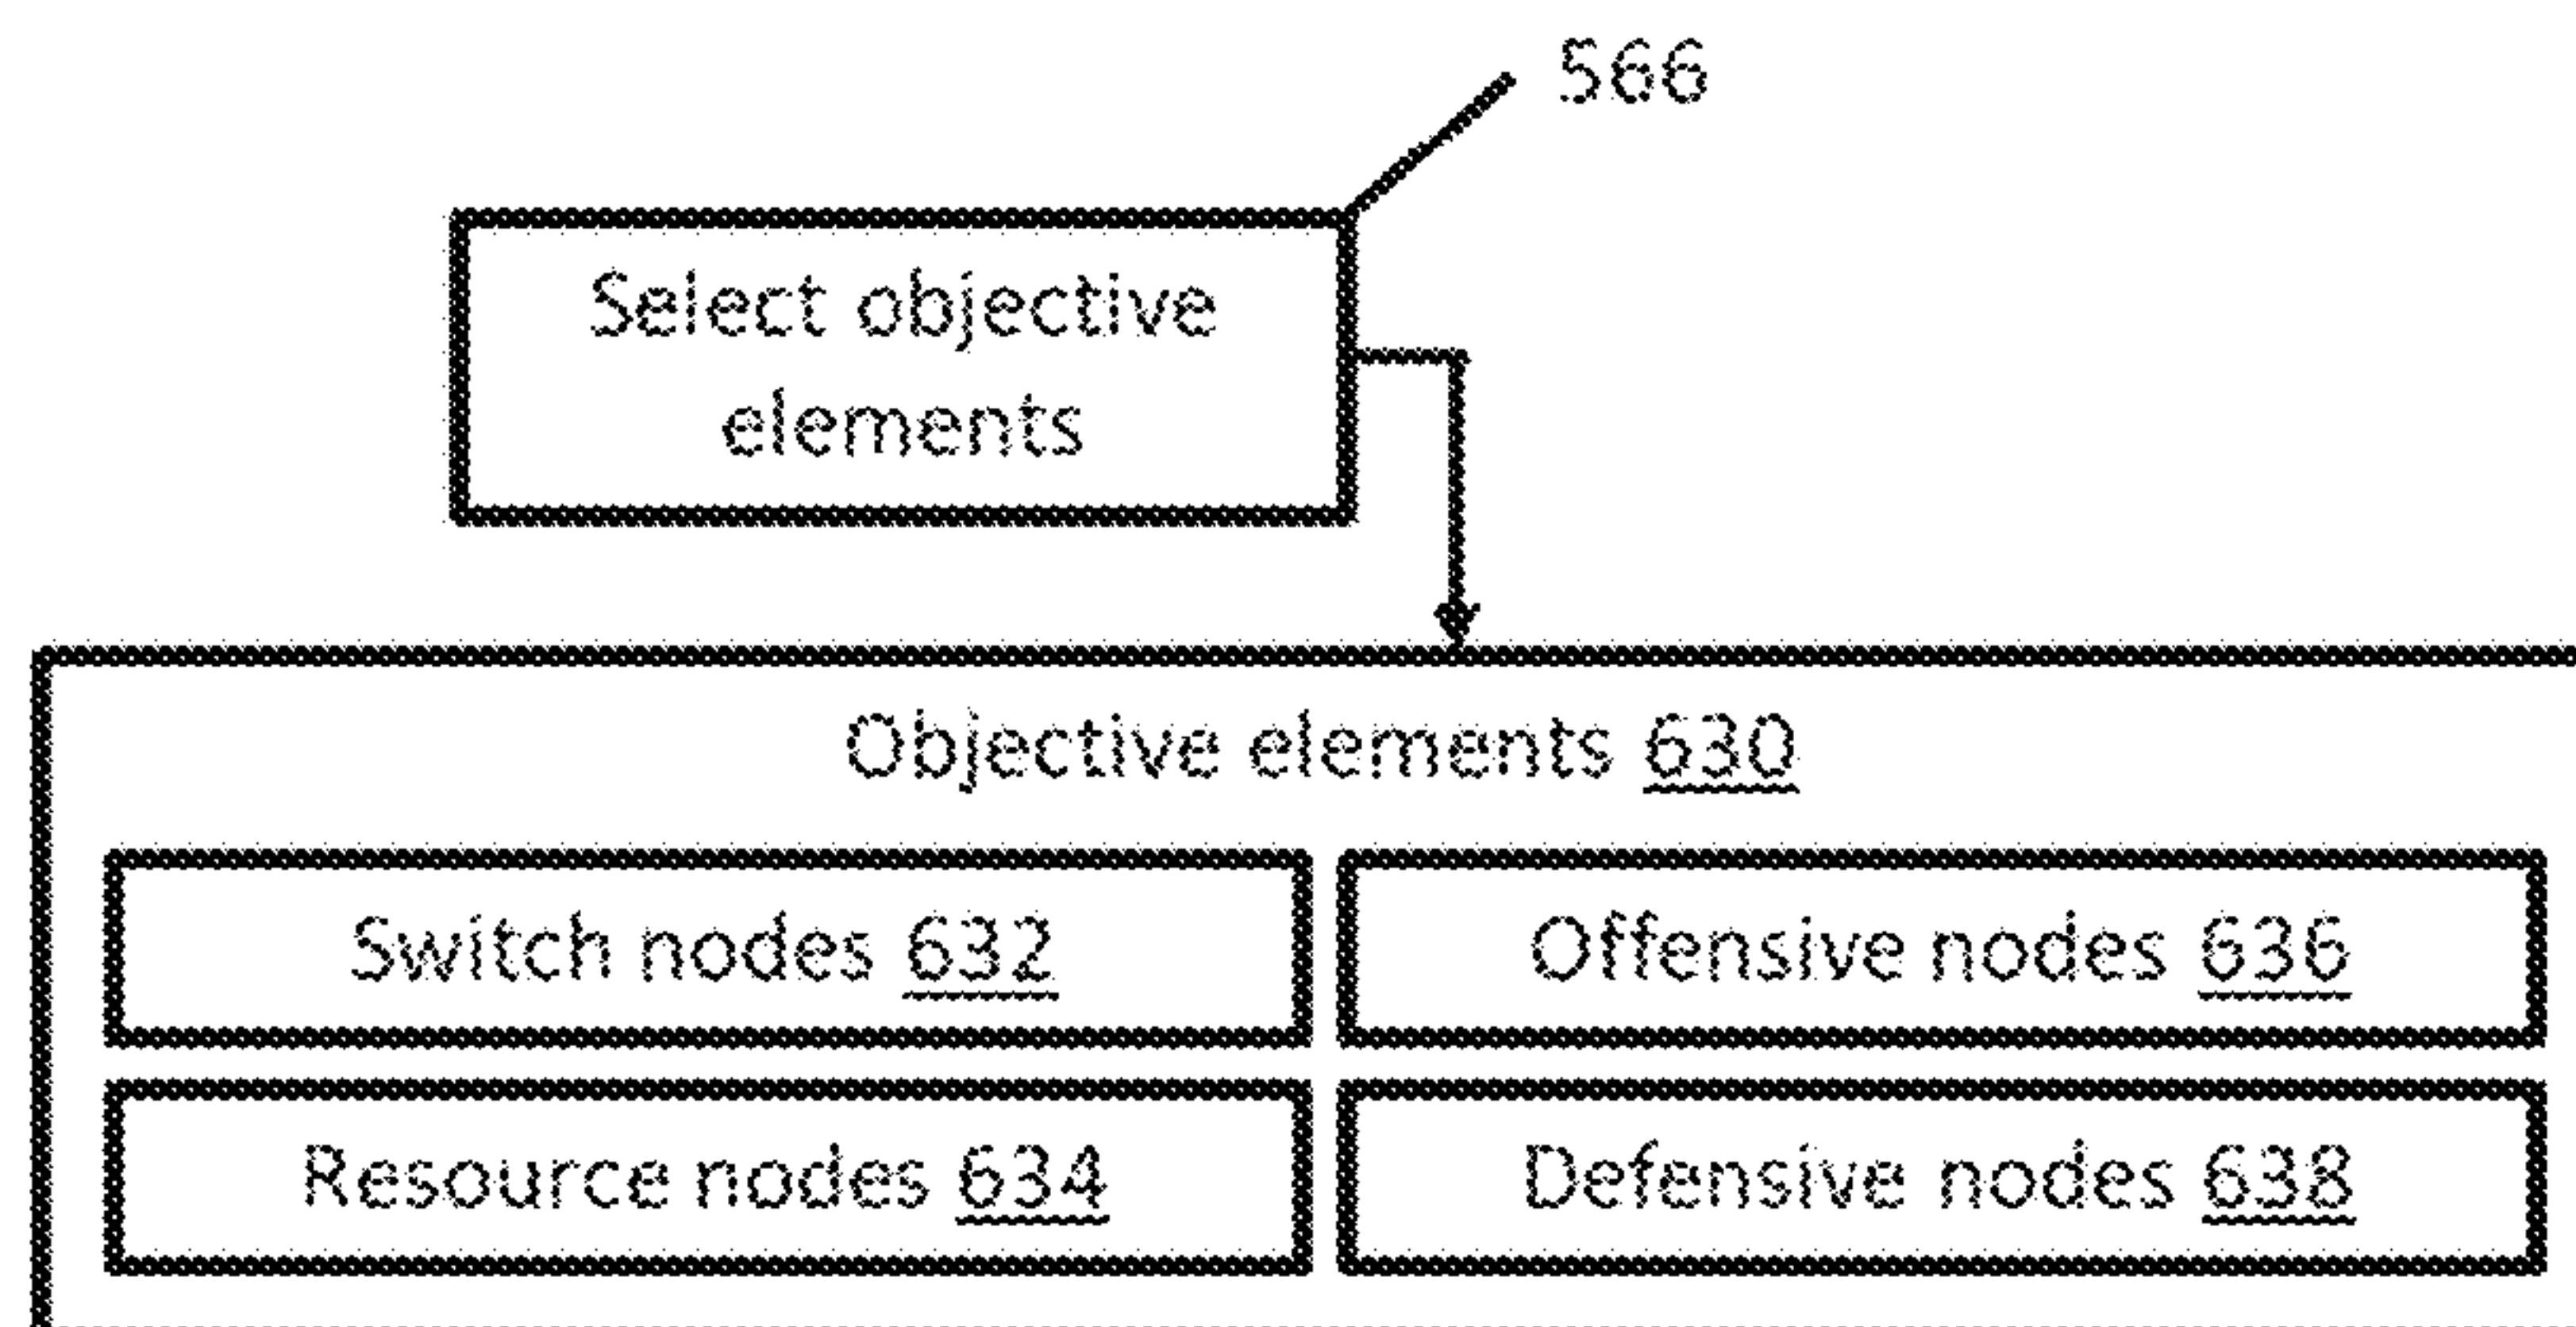 566
Select objective
elements
Objective elements 630
Switch nodes 632
Offensive nodes 636
Resource nodes 634
Defensive nodes 638